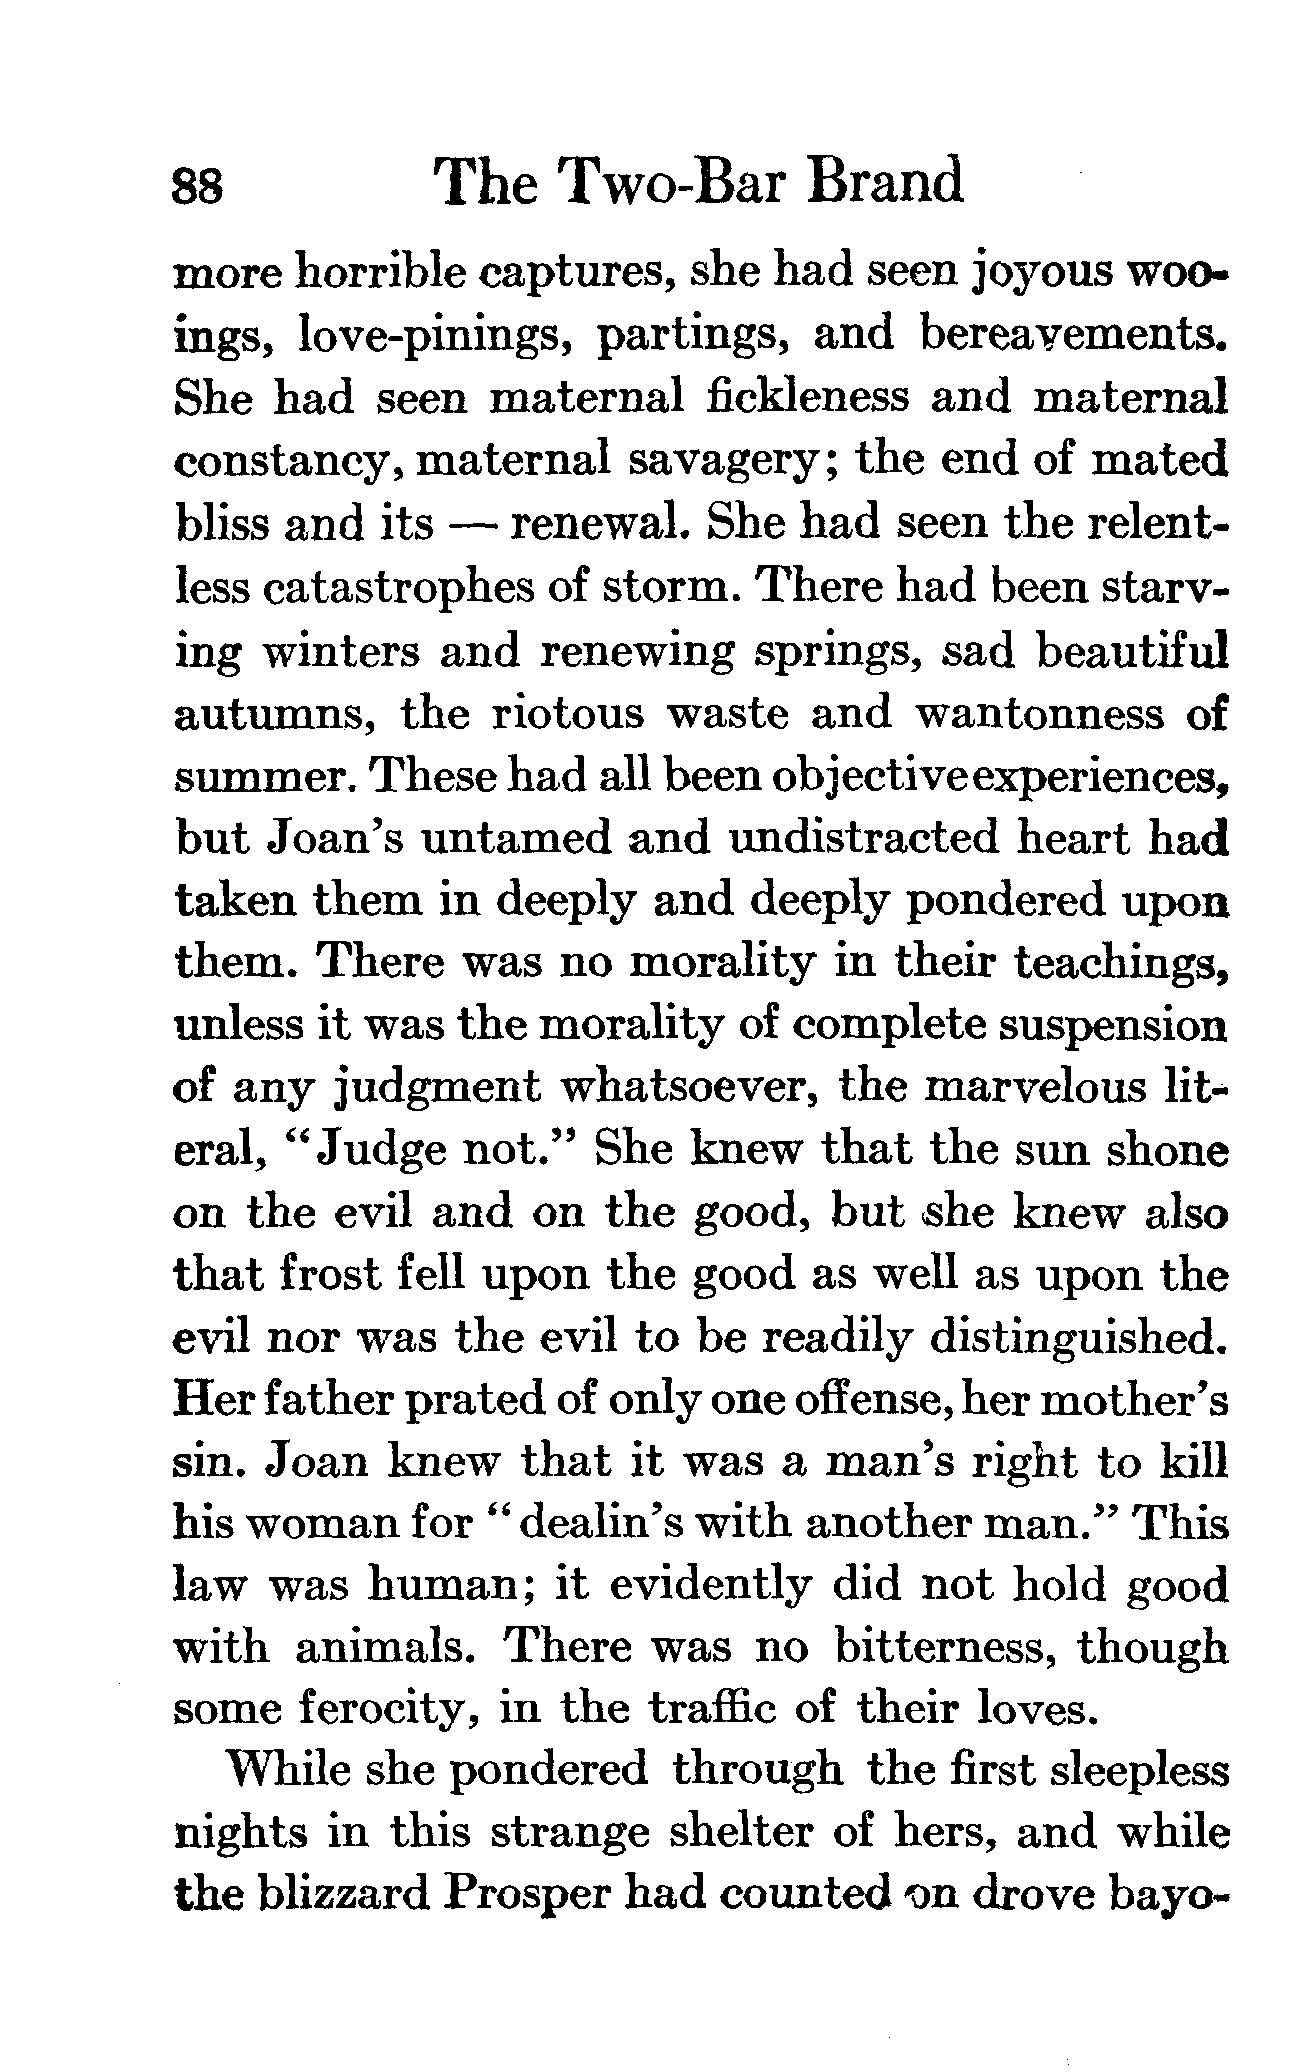 88 The Two-Bar Brand
more horrible captures, she had seen joyous woo-
ings, love-pinings, partings, and bereavements.
She had seen maternal fickleness and maternal
constancy, maternal savagery; the end of mated
bliss and its — renewal. She had seen the relent-
less catastrophes of storm. There had been starv-
ing winters and renewing springs, sad beautiful
autumns, the riotous waste and wantonness of
summer. These had all been objective experiences,
but Joan's untamed and undistracted heart had
taken them in deeply and deeply pondered upon
them. There was no morality in their teachings,
unless it was the morality of complete suspension
of any judgment whatsoever, the marvelous lit-
eral, "Judge not." She knew that the sun shone
on the evil and on the good, but she knew also
that frost fell upon the good as well as upon the
evil nor was the evil to be readily distinguished.
Her father prated of only one offense, her mother's
sin. Joan knew that it was a man's right to kill
his woman for "dealin's with another man." This
law was human; it evidently did not hold good
with animals. There was no bitterness, though
some ferocity, in the traffic of their loves.
While she pondered through the first sleepless
nights in this strange shelter of hers, and while
the blizzard Prosper had counted on drove bayo-